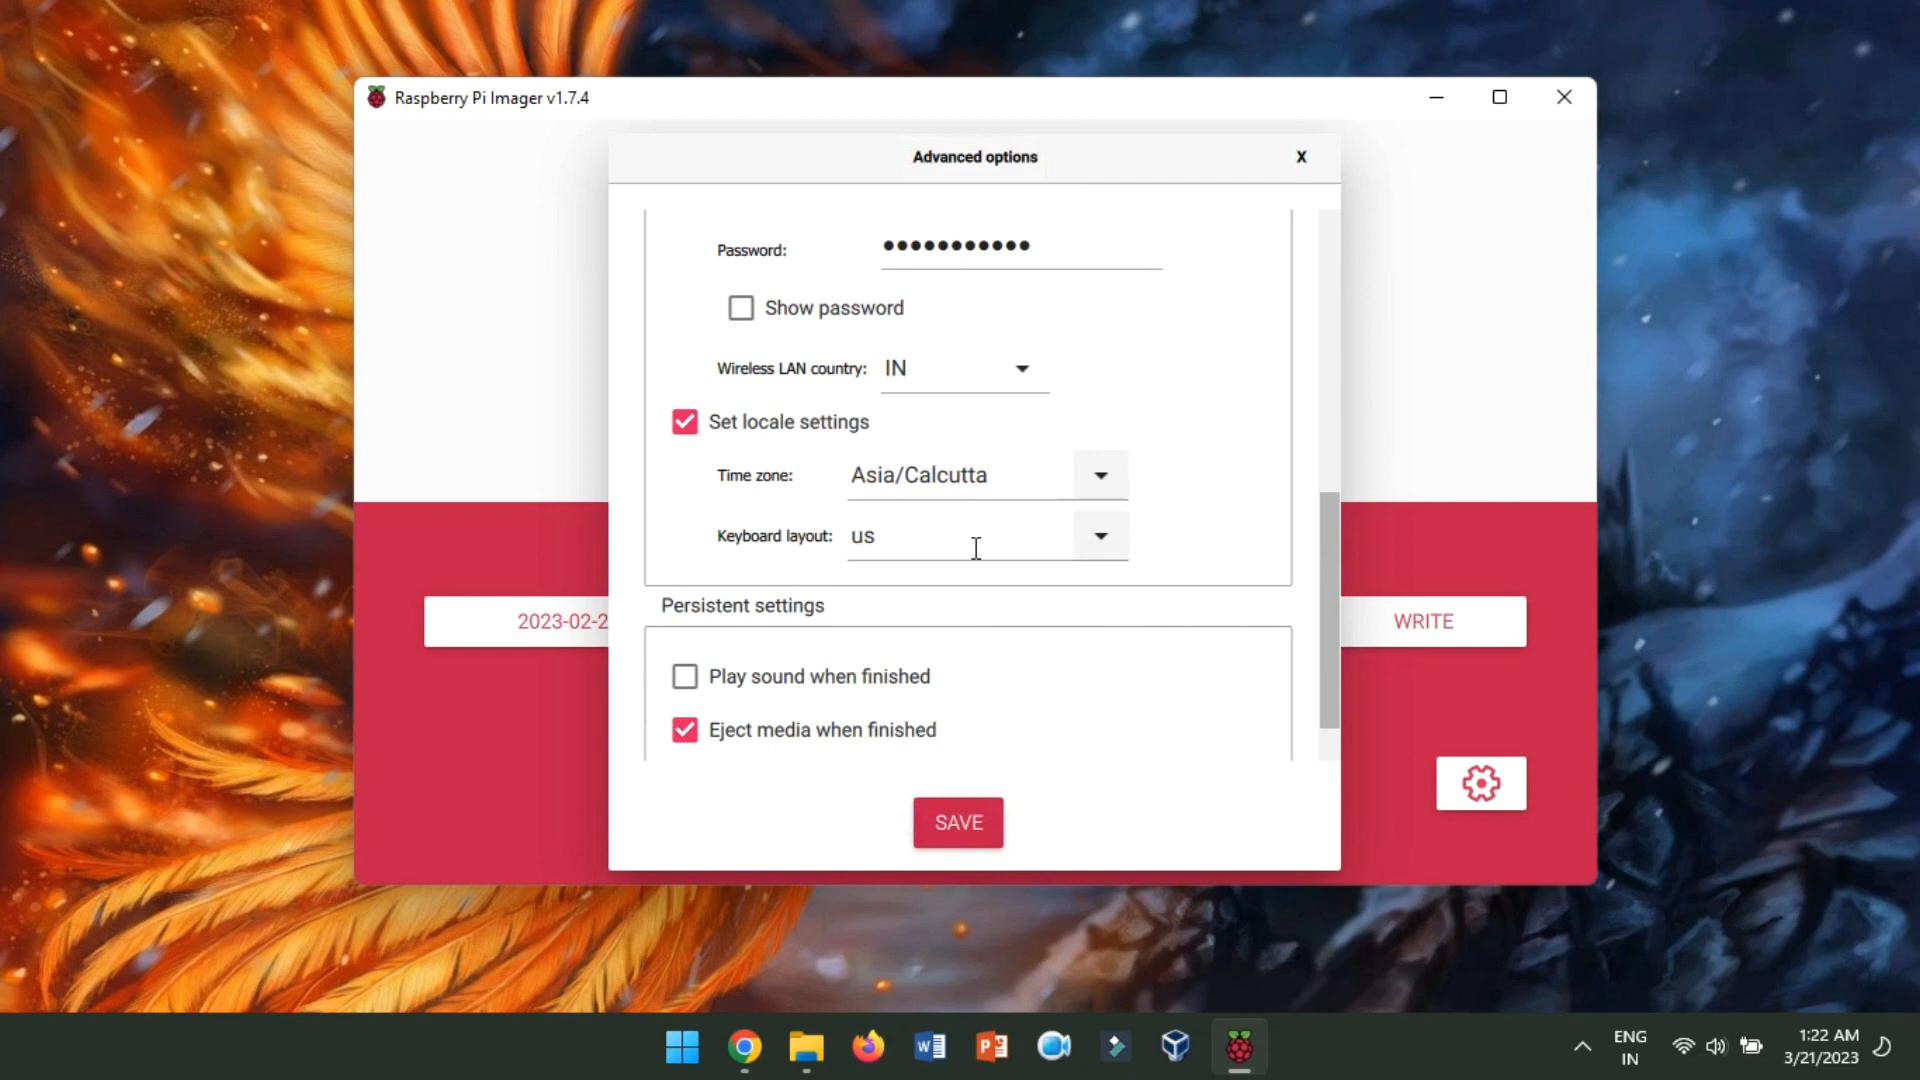 Raspberry Pi Imager v1.7.4
Advanced options
X
Password: •••••••••••
Show password
Wireless LAN country: IN
Set locale settings
Time zone: Asia/Calcutta
Keyboard layout: us
Persistent settings
2023-02-2
WRITE
Play sound when finished
Eject media when finished
SAVE
ENG
IN
1:22 AM
3/21/2023